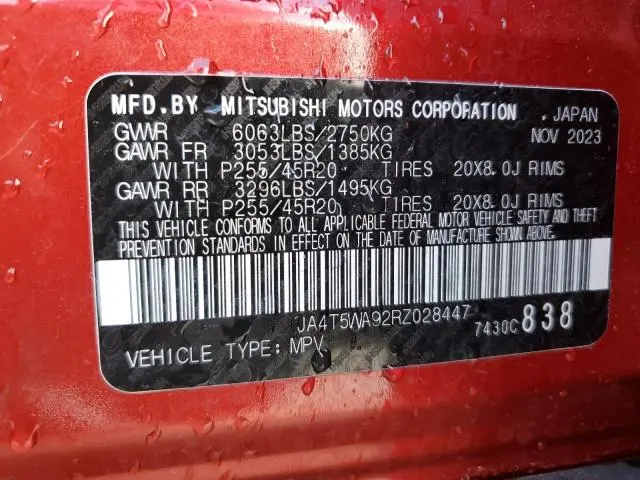 MFD.BY MITSUBISHI MOTORS CORPORATION, JAPAN
GVWR 6063LBS/2750KG NOV 2023
GAWR FR 3053LBS/1385KG
WITH P255/45R20 TIRES 20X8.0J RIMS
GAWR RR 3296LBS/1495KG
WITH P255/45R20 TIRES 20X8.0J RIMS
THIS VEHICLE CONFORMS TO ALL APPLICABLE FEDERAL MOTOR VEHICLE SAFETY AND THEFT
PREVENTION STANDARDS IN EFFECT ON THE DATE OF MANUFACTURE SHOWN ABOVE.
JA4T5WA92RZ028447 7430C838
VEHICLE TYPE: MPV